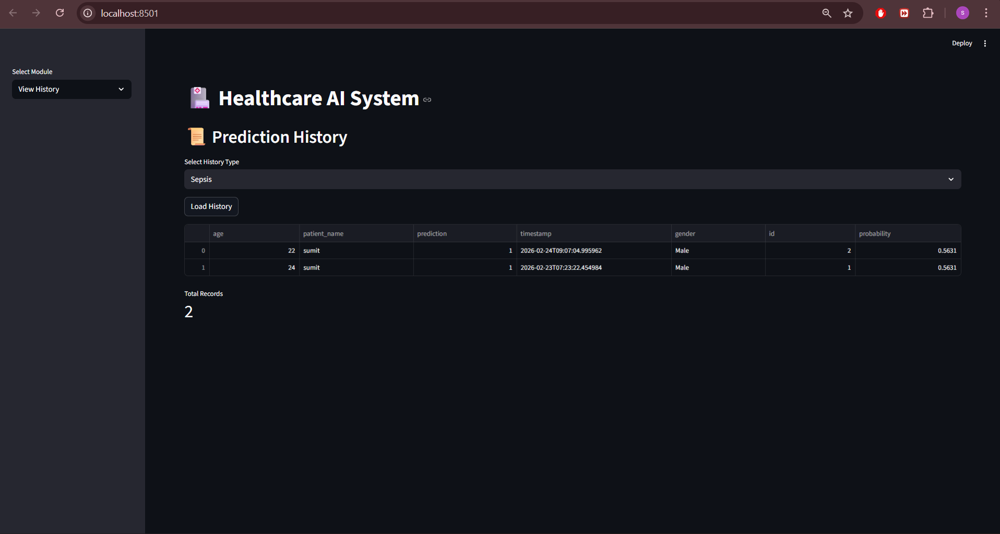 localhost:8501
S
Deploy
Select Module
View History
Healthcare AI System
Prediction History
Select History Type
Sepsis
Load History
age patient_name prediction timestamp gender id probability
0 22 sumit 1 2026-02-24T09:07:04.995962 Male 2 0.5631
1 24 sumit 1 2026-02-23T07:23:22.454984 Male 1 0.5631
Total Records
2